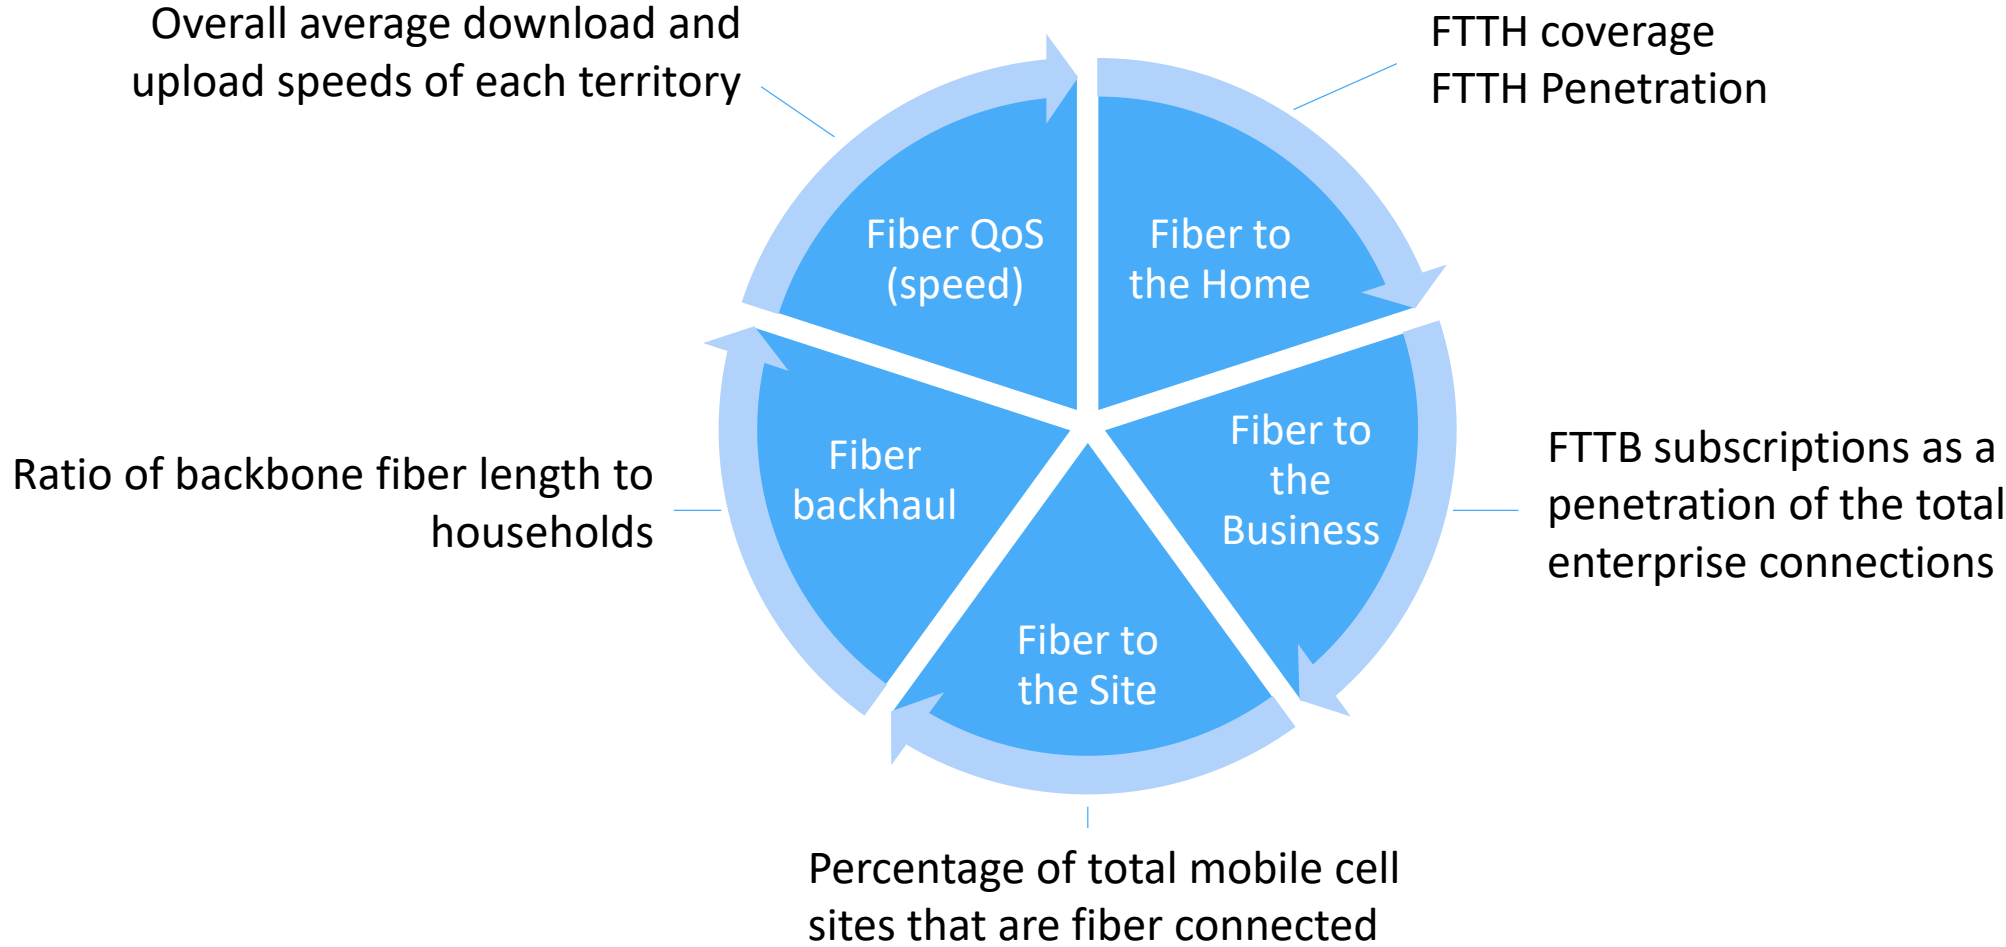 Overall average download and
upload speeds of each territory
FTTH coverage
FTTH Penetration
Fiber QoS
(speed)
Fiber to
the Home
Ratio of backbone fiber length to
households
Fiber
backhaul
Fiber to
the
Business
FTTB subscriptions as a
penetration of the total
enterprise connections
Fiber to
the Site
Percentage of total mobile cell
sites that are fiber connected